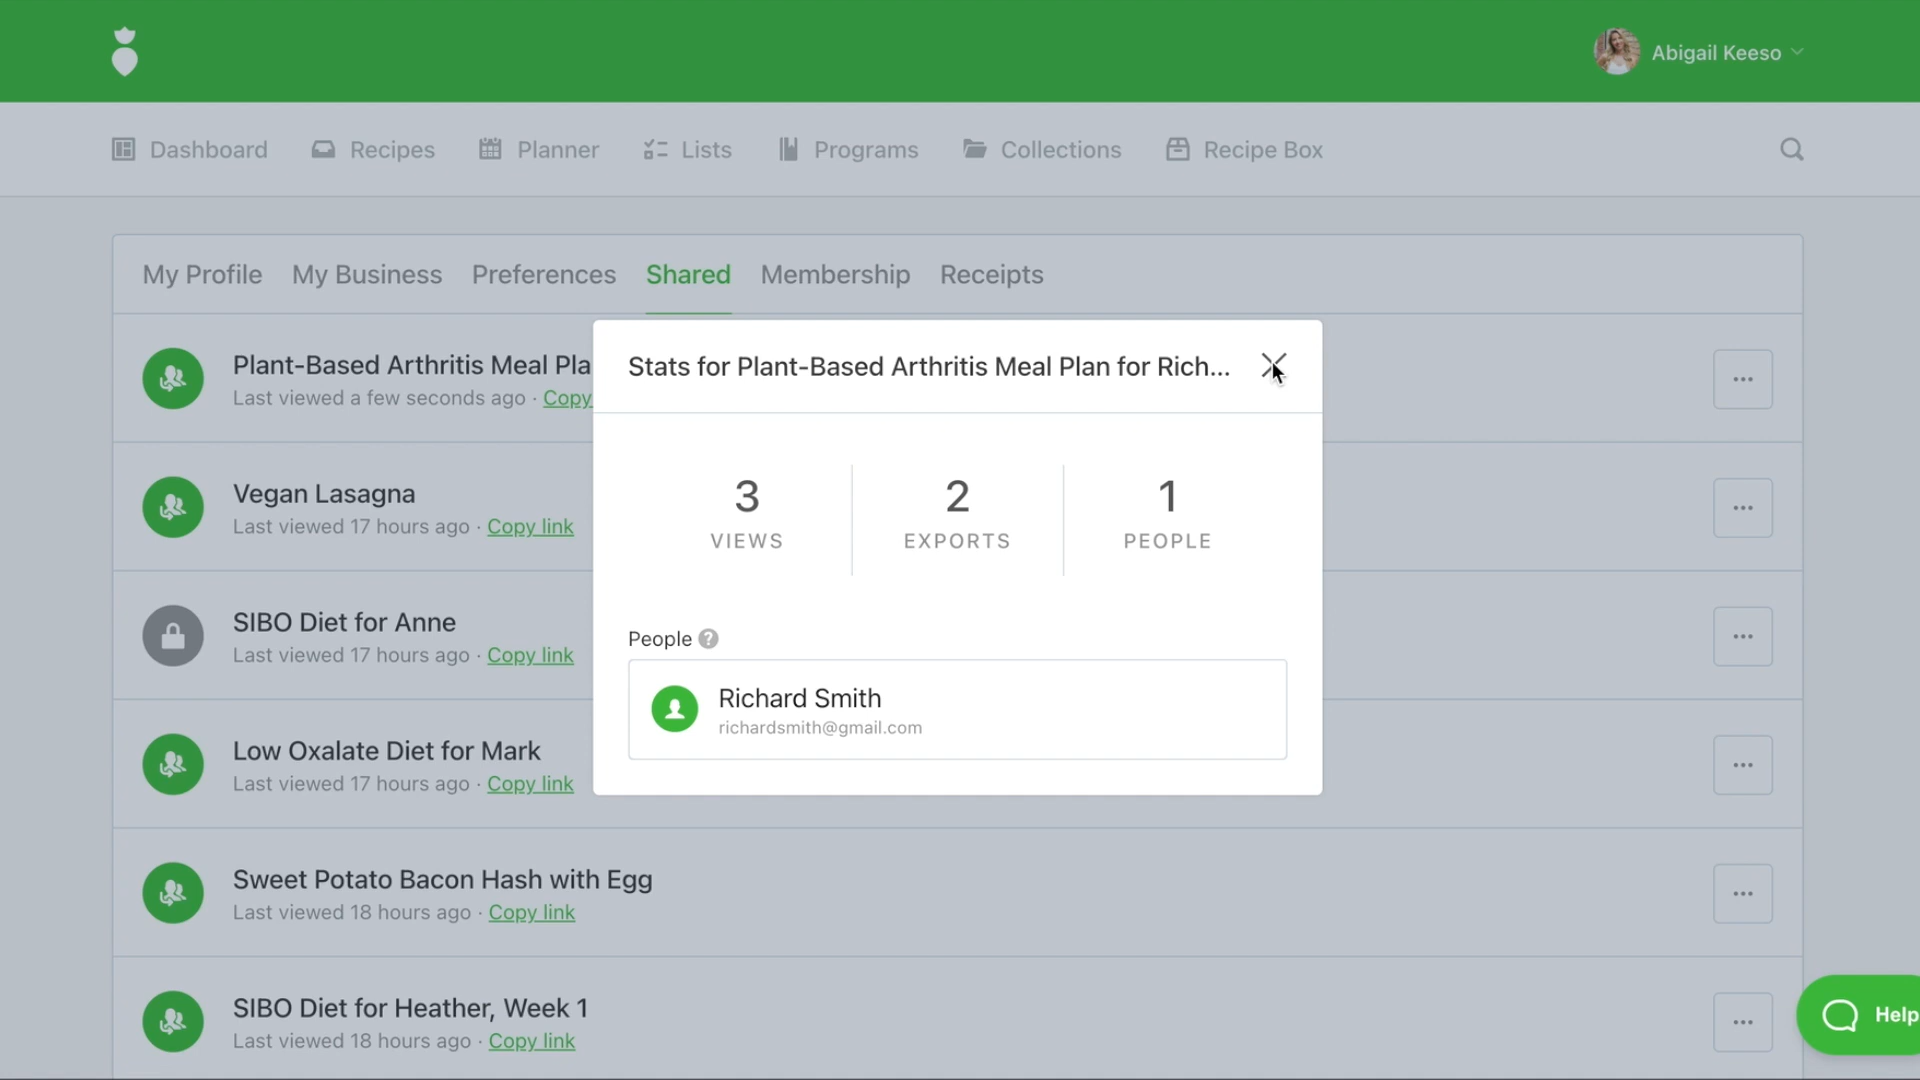 Abigail Keeso
Dashboard Recipes Planner Lists Programs Collections Recipe Box
My Profile My Business Preferences Shared Membership Receipts
Plant-Based Arthritis Meal Pla
Last viewed a few seconds ago · Copy
Vegan Lasagna
Last viewed 17 hours ago · Copy link
SIBO Diet for Anne
Last viewed 17 hours ago · Copy link
Low Oxalate Diet for Mark
Last viewed 17 hours ago · Copy link
Sweet Potato Bacon Hash with Egg
Last viewed 18 hours ago · Copy link
SIBO Diet for Heather, Week 1
Last viewed 18 hours ago · Copy link
Stats for Plant-Based Arthritis Meal Plan for Rich...
3 2 1
VIEWS EXPORTS PEOPLE
People ?
Richard Smith
richardsmith@gmail.com
Help